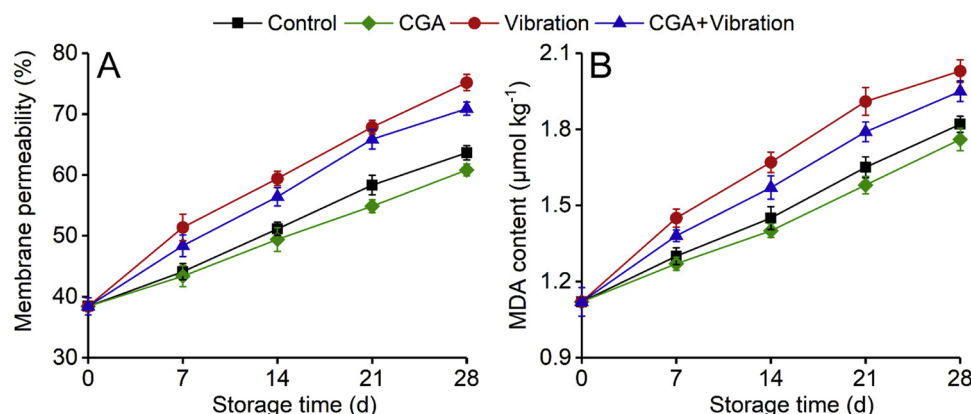 Control CGA Vibration CGA+Vibration
A
Membrane permeability (%)
80
70
60
50
40
30
0 7 14 21 28
Storage time (d)
B
MDA content (μmol kg⁻¹)
2.1
1.8
1.5
1.2
0.9
0 7 14 21 28
Storage time (d)